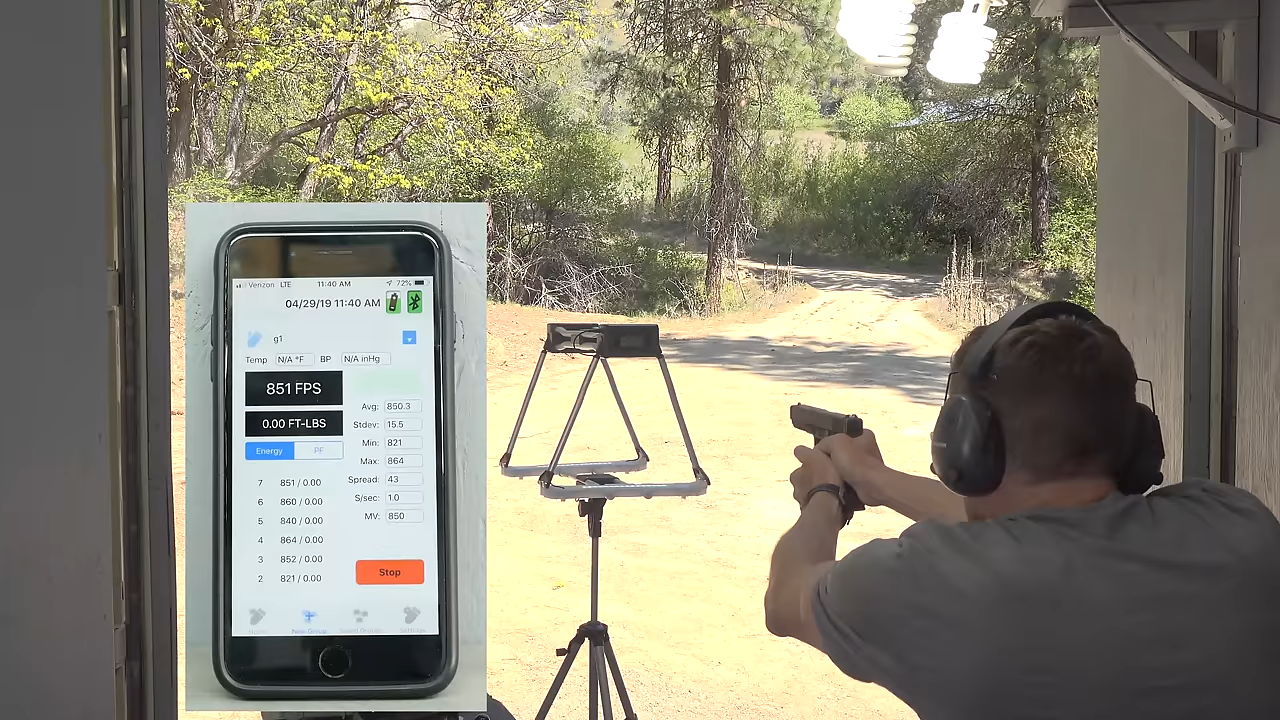 Verizon LTE 11:40 AM 72%
04/29/19 11:40 AM
g1
Temp N/A °F BP N/A inHg
851 FPS
0.00 FT-LBS
Energy PF
Avg: 850.3
Stdev: 15.5
Min: 821
Max: 864
Spread: 43
S/sec: 1.0
MV: 850
7 851 / 0.00
6 860 / 0.00
5 840 / 0.00
4 864 / 0.00
3 852 / 0.00
2 821 / 0.00
Stop
New Group